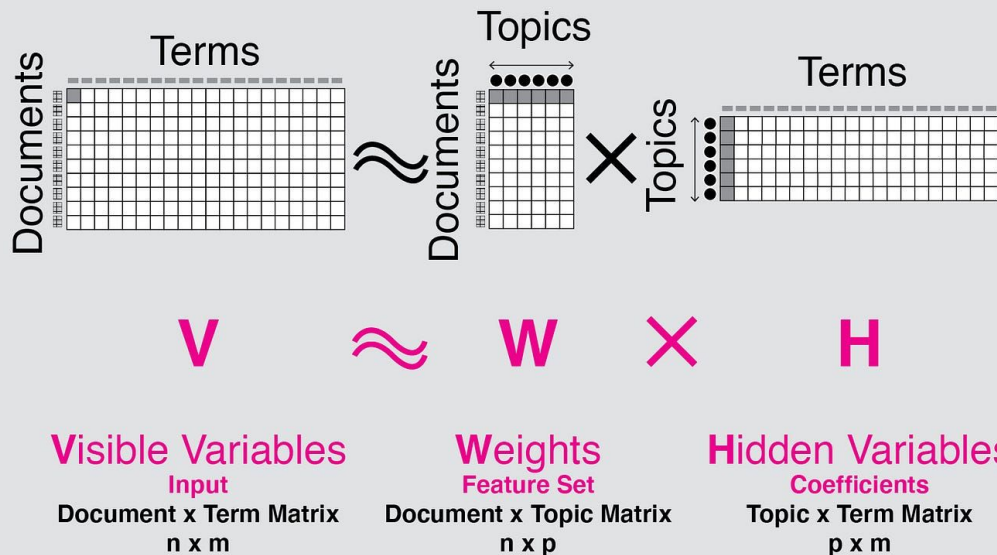 Terms
Documents
≈
Topics
Documents
×
Terms
Topics
V ≈ W × H
Visible Variables
Input
Document x Term Matrix
n x m
Weights
Feature Set
Document x Topic Matrix
n x p
Hidden Variables
Coefficients
Topic x Term Matrix
p x m